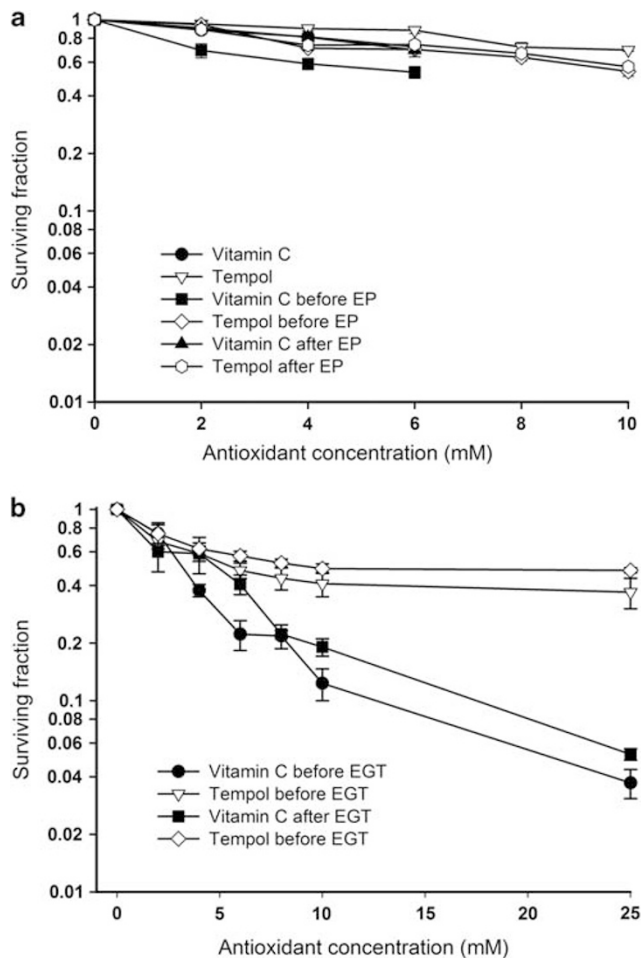 a
1
0.8
0.6
0.4
0.2
0.1
0.08
0.06
0.04
0.02
0.01
Surviving fraction
Vitamin C
Tempol
Vitamin C before EP
Tempol before EP
Vitamin C after EP
Tempol after EP
0 2 4 6 8 10
Antioxidant concentration (mM)
b
1
0.8
0.6
0.4
0.2
0.1
0.08
0.06
0.04
0.02
0.01
Surviving fraction
Vitamin C before EGT
Tempol before EGT
Vitamin C after EGT
Tempol before EGT
0 5 10 15 20 25
Antioxidant concentration (mM)